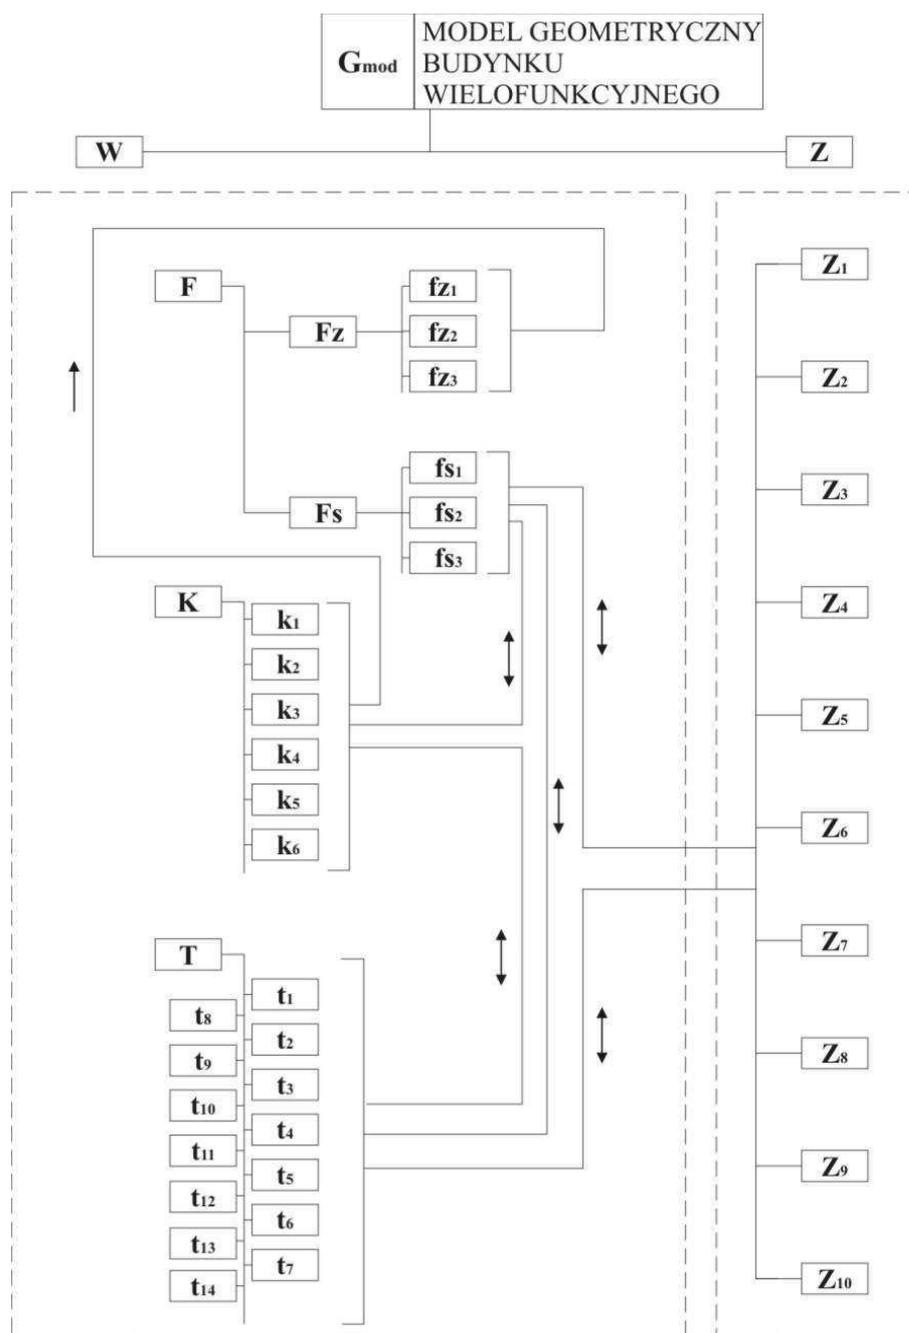 Gmod
MODEL GEOMETRYCZNY
BUDYNKU
WIELOFUNKCYJNEGO
W
Z
F
Fz
fz1
fz2
fz3
Fs
fs1
fs2
fs3
K
k1
k2
k3
k4
k5
k6
T
t1
t2
t3
t4
t5
t6
t7
t8
t9
t10
t11
t12
t13
t14
Z1
Z2
Z3
Z4
Z5
Z6
Z7
Z8
Z9
Z10